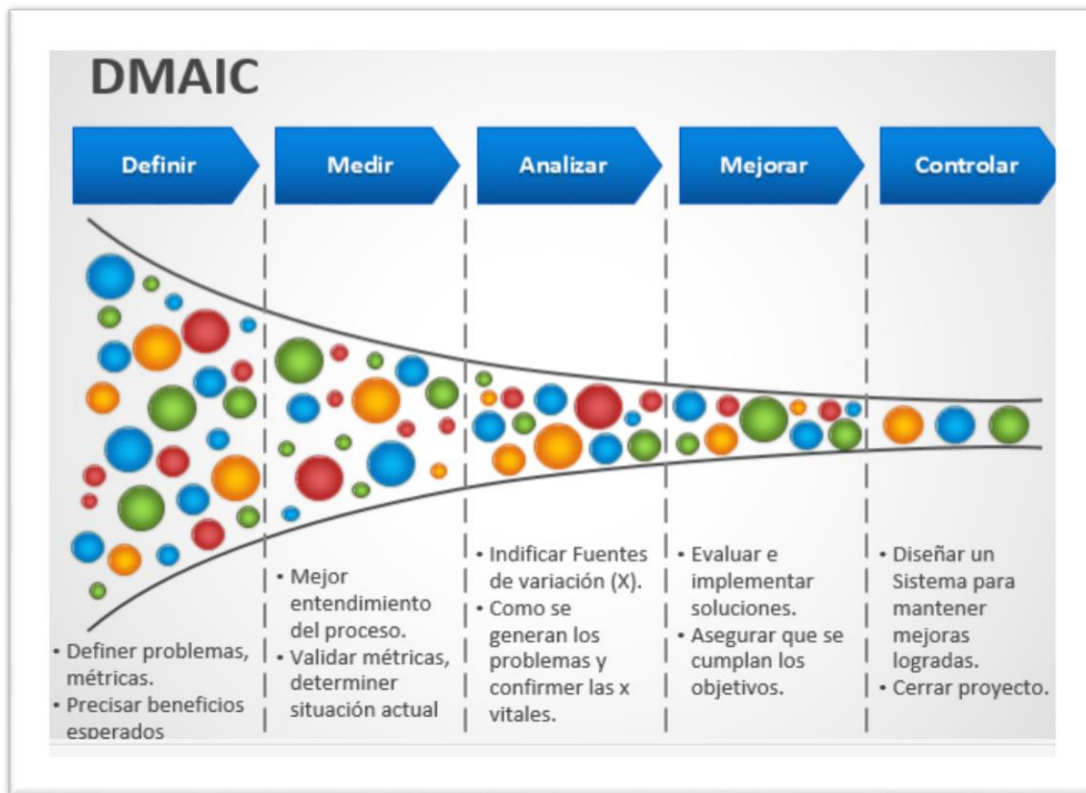 DMAIC
Definir
Medir
Analizar
Mejorar
Controlar
• Definer problemas,
métricas.
• Precisar beneficios
esperados
• Mejor
entendimiento
del proceso.
• Validar métricas,
determiner
situación actual
• Indificar Fuentes
de variación (X).
• Como se
generan los
problemas y
confirmer las x
vitales.
• Evaluar e
implementar
soluciones.
• Asegurar que se
cumplan los
objetivos.
• Diseñar un
Sistema para
mantener
mejoras
logradas.
• Cerrar proyecto.